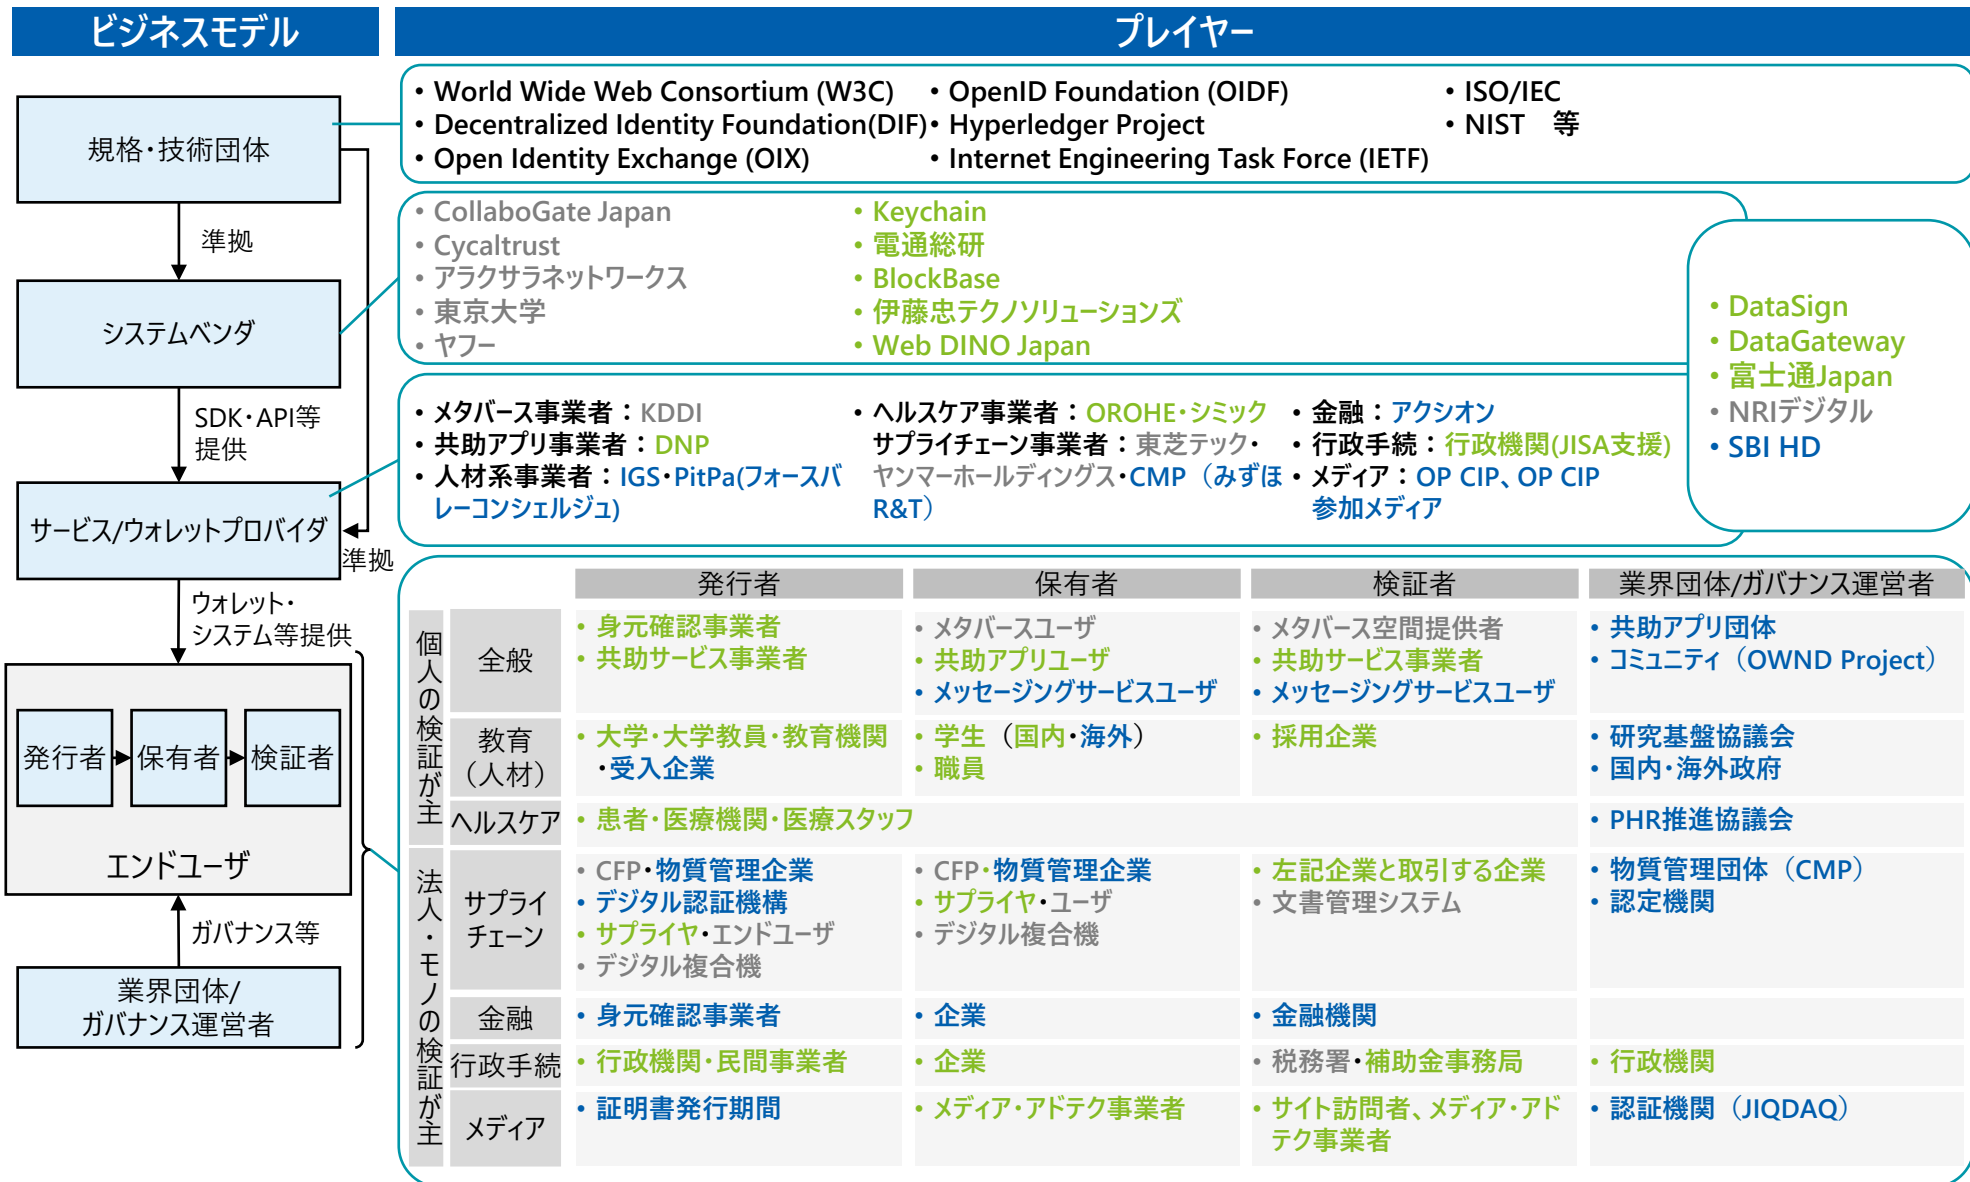 ビジネスモデル
プレイヤー
規格・技術団体
準拠
システムベンダ
SDK・API等
提供
サービス/ウォレットプロバイダ
準拠
ウォレット・
システム等提供
発行者
保有者
検証者
エンドユーザ
ガバナンス等
業界団体/
ガバナンス運営者
• World Wide Web Consortium (W3C)
• Decentralized Identity Foundation(DIF)
• Open Identity Exchange (OIX)
• OpenID Foundation (OIDF)
• Hyperledger Project
• Internet Engineering Task Force (IETF)
• ISO/IEC
• NIST　等
• CollaboGate Japan
• Cycaltrust
• アラクサラネットワークス
• 東京大学
• ヤフー
• Keychain
• 電通総研
• BlockBase
• 伊藤忠テクノソリューションズ
• Web DINO Japan
• DataSign
• DataGateway
• 富士通Japan
• NRIデジタル
• SBI HD
• メタバース事業者：KDDI
• 共助アプリ事業者：DNP
• 人材系事業者：IGS・PitPa(フォースバ
レーコンシェルジュ)
• ヘルスケア事業者：OROHE・シミック
サプライチェーン事業者：東芝テック・
ヤンマーホールディングス・CMP（みずほ
R&T）
• 金融：アクシオン
• 行政手続：行政機関(JISA支援)
• メディア：OP CIP、OP CIP
参加メディア
発行者
保有者
検証者
業界団体/ガバナンス運営者
個人の検証が主
全般
• 身元確認事業者
• 共助サービス事業者
• メタバースユーザ
• 共助アプリユーザ
• メッセージングサービスユーザ
• メタバース空間提供者
• 共助サービス事業者
• メッセージングサービスユーザ
• 共助アプリ団体
• コミュニティ（OWND Project）
教育
（人材）
• 大学・大学教員・教育機関
・受入企業
• 学生（国内・海外）
• 職員
• 採用企業
• 研究基盤協議会
• 国内・海外政府
ヘルスケア
• 患者・医療機関・医療スタッフ
• PHR推進協議会
法人・モノの検証が主
サプライ
チェーン
• CFP・物質管理企業
• デジタル認証機構
• サプライヤ・エンドユーザ
• デジタル複合機
• CFP・物質管理企業
• サプライヤ・ユーザ
• デジタル複合機
• 左記企業と取引する企業
• 文書管理システム
• 物質管理団体（CMP）
• 認定機関
金融
• 身元確認事業者
• 企業
• 金融機関
行政手続
• 行政機関・民間事業者
• 企業
• 税務署・補助金事務局
• 行政機関
メディア
• 証明書発行期間
• メディア・アドテク事業者
• サイト訪問者、メディア・アド
テク事業者
• 認証機関（JIQDAQ）